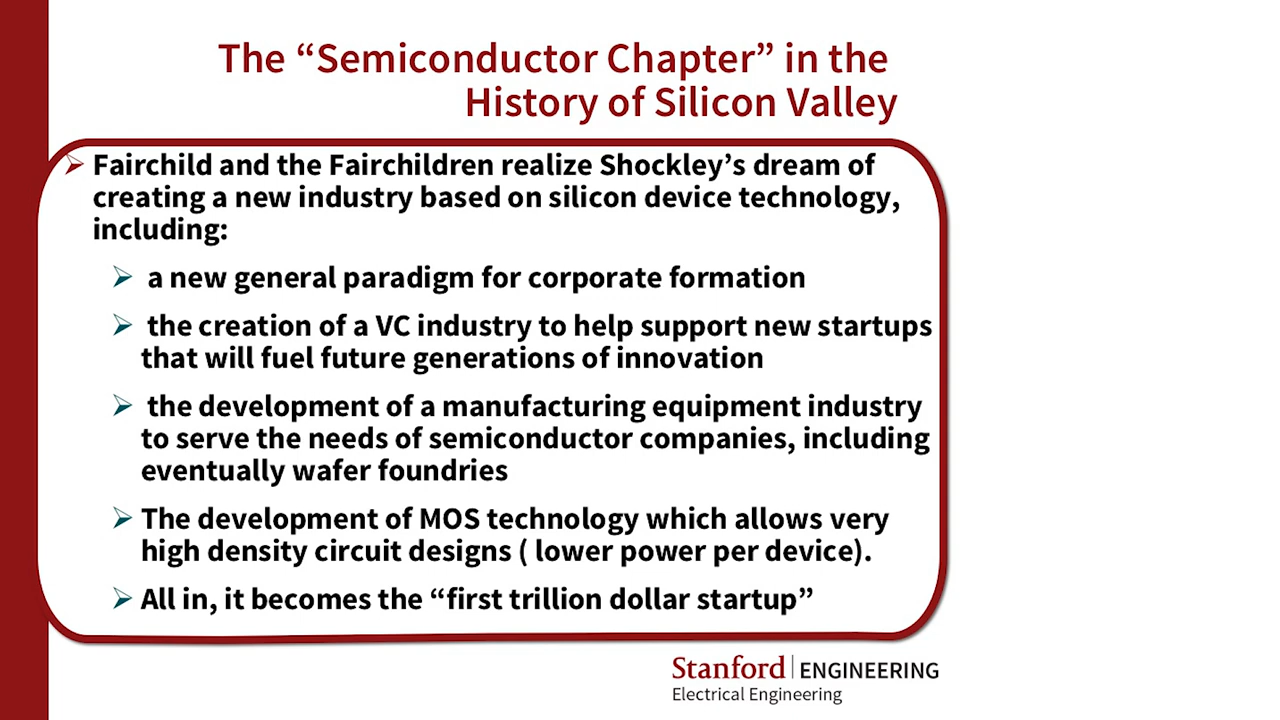 The “Semiconductor Chapter” in the
History of Silicon Valley
Fairchild and the Fairchildren realize Shockley’s dream of
creating a new industry based on silicon device technology,
including:
a new general paradigm for corporate formation
the creation of a VC industry to help support new startups
that will fuel future generations of innovation
the development of a manufacturing equipment industry
to serve the needs of semiconductor companies, including
eventually wafer foundries
The development of MOS technology which allows very
high density circuit designs ( lower power per device).
All in, it becomes the “first trillion dollar startup”
Stanford | ENGINEERING
Electrical Engineering